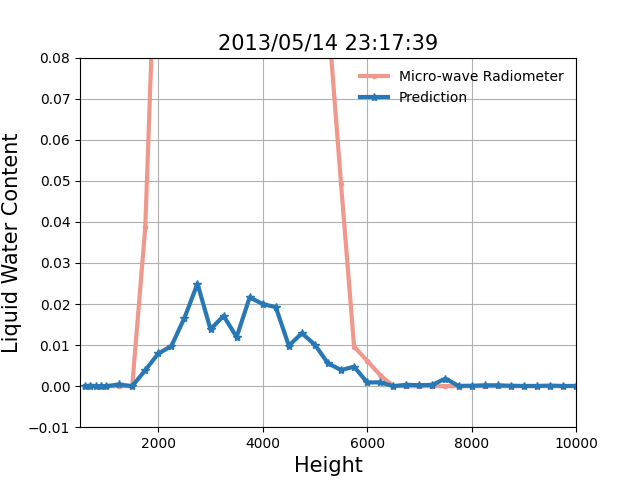 2013/05/14 23:17:39
Micro-wave Radiometer
Prediction
Liquid Water Content
0.08
0.07
0.06
0.05
0.04
0.03
0.02
0.01
0.00
−0.01
2000 4000 6000 8000 10000
Height